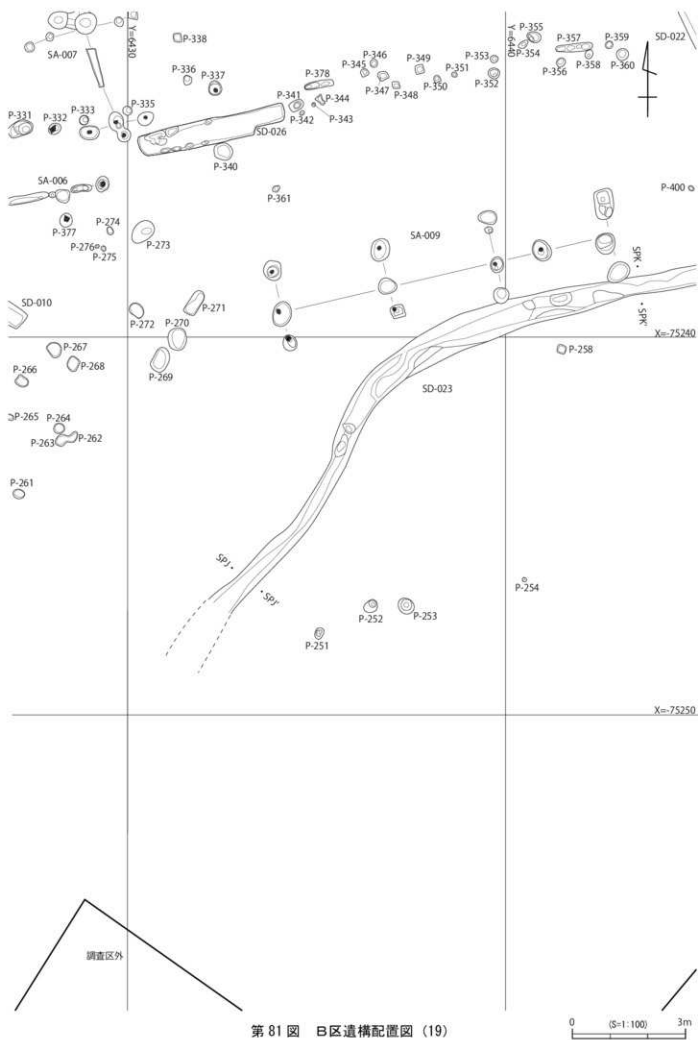 SA-007
Y=6430
P-338
P-336
P-337
P-378
P-345
P-346
P-347
P-348
P-349
P-350
P-351
P-353
P-352
Y=6440
P-355
P-354
P-357
P-356
P-358
P-359
P-360
SD-022
P-331
P-332
P-333
P-335
SD-026
P-340
P-341
P-342
P-344
P-343
SA-006
P-377
P-274
P-276
P-275
P-273
P-361
SA-009
P-400
SPK・
・SPK'
SD-010
P-272
P-271
P-270
P-269
X=-75240
P-267
P-268
P-266
P-258
SD-023
P-265
P-264
P-263
P-262
P-261
SPJ・
・SPJ'
P-254
P-252
P-253
P-251
X=-75250
調査区外
第81図 B区遺構配置図 (19)
0 (S=1:100) 3m